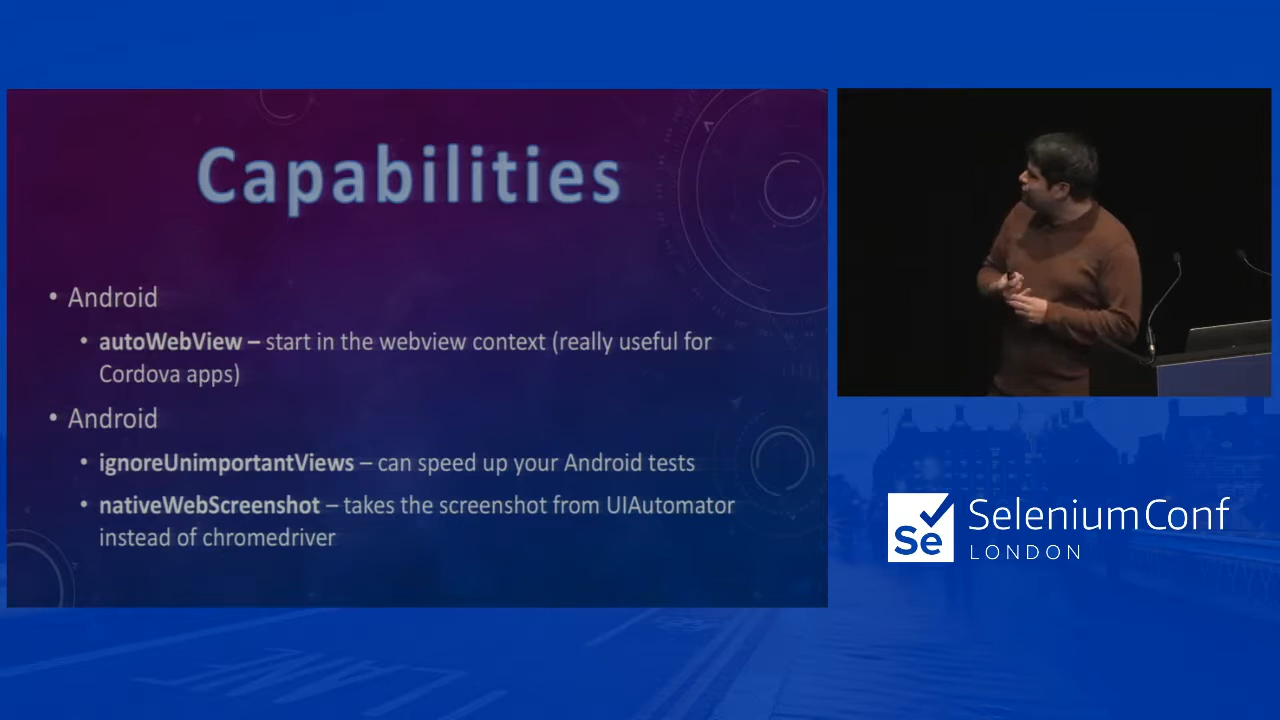 Capabilities
• Android
• autoWebView – start in the webview context (really useful for
Cordova apps)
• Android
• ignoreUnimportantViews – can speed up your Android tests
• nativeWebScreenshot – takes the screenshot from UIAutomator
instead of chromedriver
Se SeleniumConf
LONDON